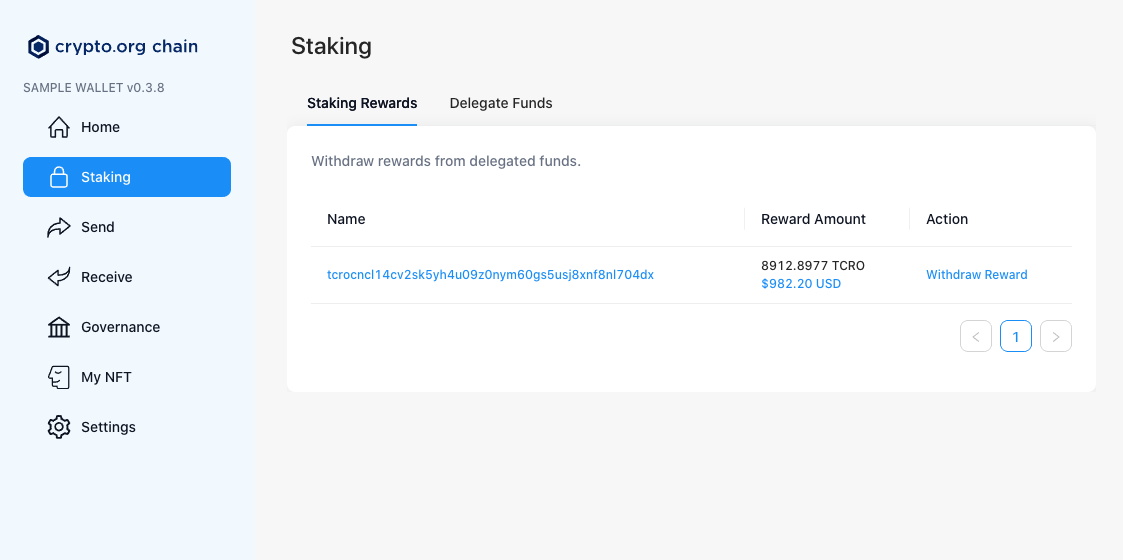 crypto.org chain
SAMPLE WALLET v0.3.8
Home
Staking
Send
Receive
Governance
My NFT
Settings
Staking
Staking Rewards
Delegate Funds
Withdraw rewards from delegated funds.
Name
Reward Amount
Action
tcrocncl14cv2sk5yh4u09z0nym60gs5usj8xnf8nl704dx
8912.8977 TCRO
$982.20 USD
Withdraw Reward
<
1
>